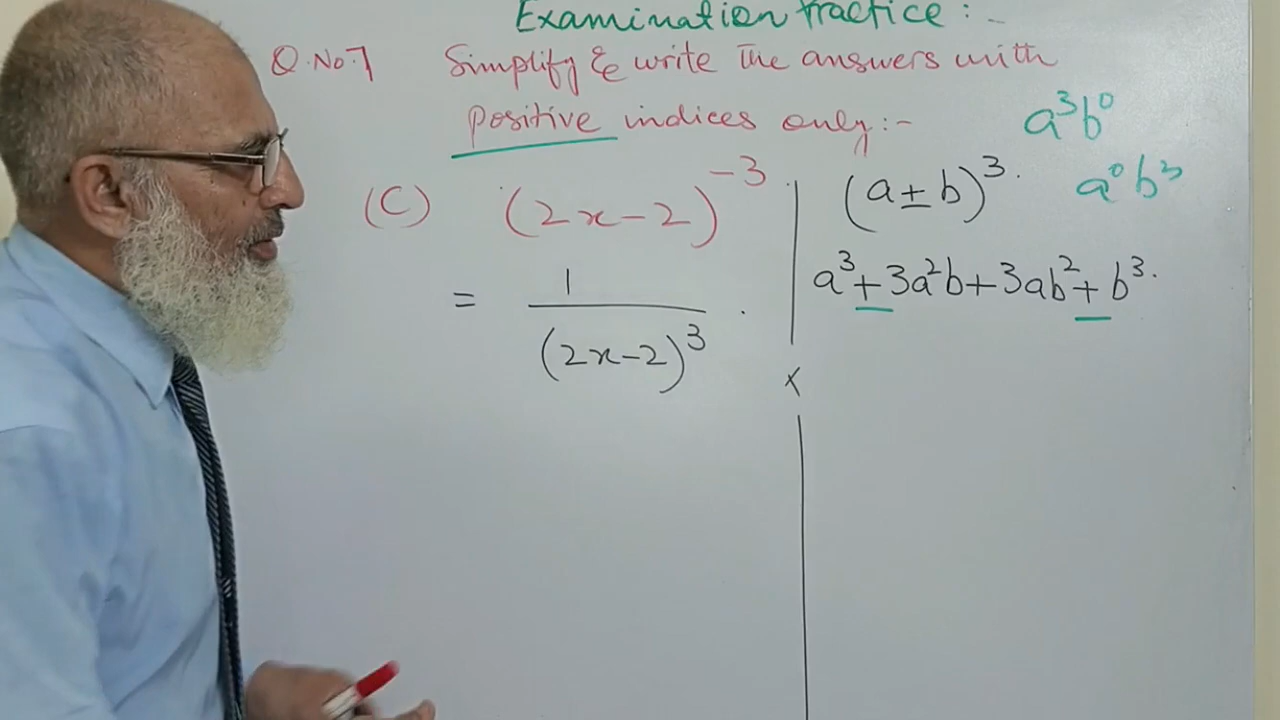 Examination Practice :-
Q.No.7 Simplify & write The answers with
positive indices only:-
a³b⁰
a⁰b³
(C) (2x-2)⁻³
= 1/(2x-2)³ .
(a±b)³.
a³+3a²b+3ab²+b³.
x